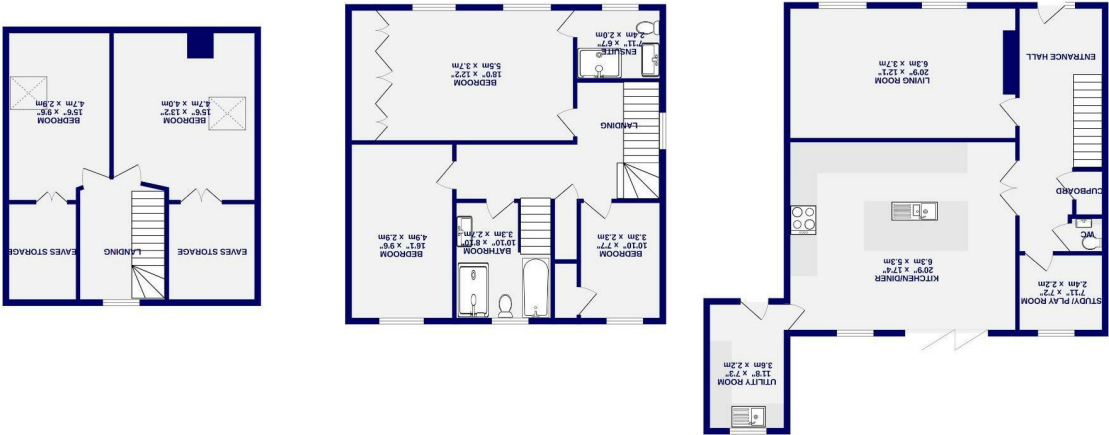 ENTRANCE HALL
LIVING ROOM
20'9" x 12'1"
6.3m x 3.7m
CUPBOARD
WC
KITCHEN/DINER
20'9" x 17'4"
6.3m x 5.3m
STUDY/ PLAY ROOM
7'11" x 7'2"
2.4m x 2.2m
UTILITY ROOM
11'8" x 7'3"
3.6m x 2.2m
ENSUITE
7'11" x 6'7"
2.4m x 2.0m
BEDROOM
18'0" x 12'2"
5.5m x 3.7m
LANDING
BEDROOM
10'10" x 7'7"
3.3m x 2.3m
BATHROOM
10'10" x 8'10"
3.3m x 2.7m
BEDROOM
16'1" x 9'6"
4.9m x 2.9m
BEDROOM
15'6" x 13'2"
4.7m x 4.0m
BEDROOM
15'6" x 9'6"
4.7m x 2.9m
EAVES STORAGE
LANDING
EAVES STORAGE